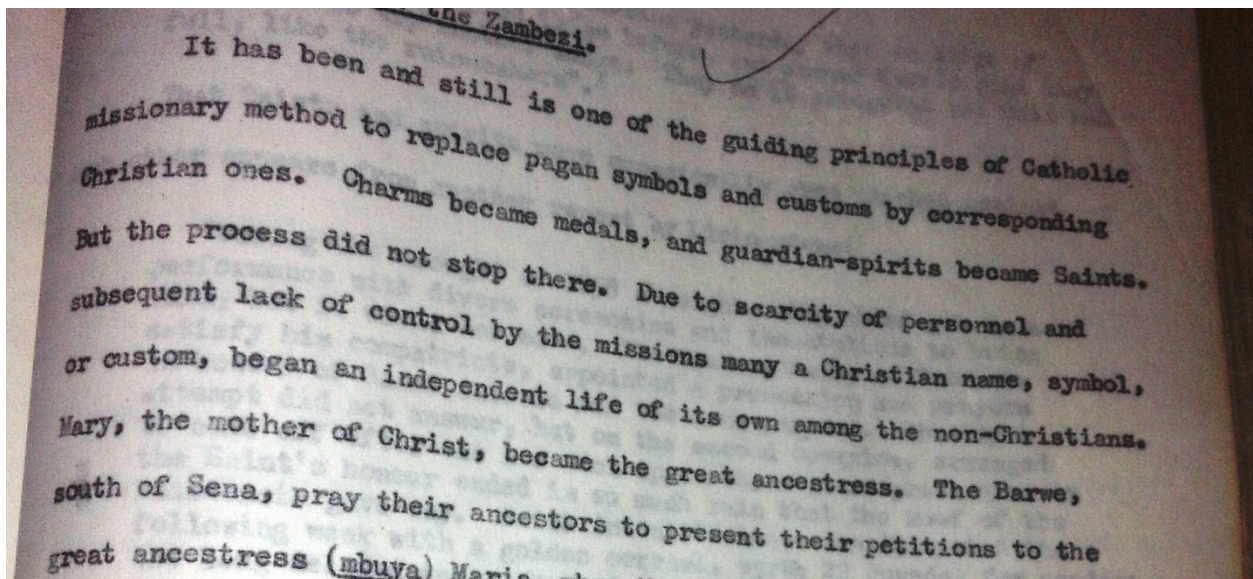 the Zambezi.
It has been and still is one of the guiding principles of Catholic
missionary method to replace pagan symbols and customs by corresponding
Christian ones. Charms became medals, and guardian-spirits became Saints.
But the process did not stop there. Due to scarcity of personnel and
subsequent lack of control by the missions many a Christian name, symbol,
or custom, began an independent life of its own among the non-Christians.
Mary, the mother of Christ, became the great ancestress. The Barwe,
south of Sena, pray their ancestors to present their petitions to the
great ancestress (mbuya) Maria